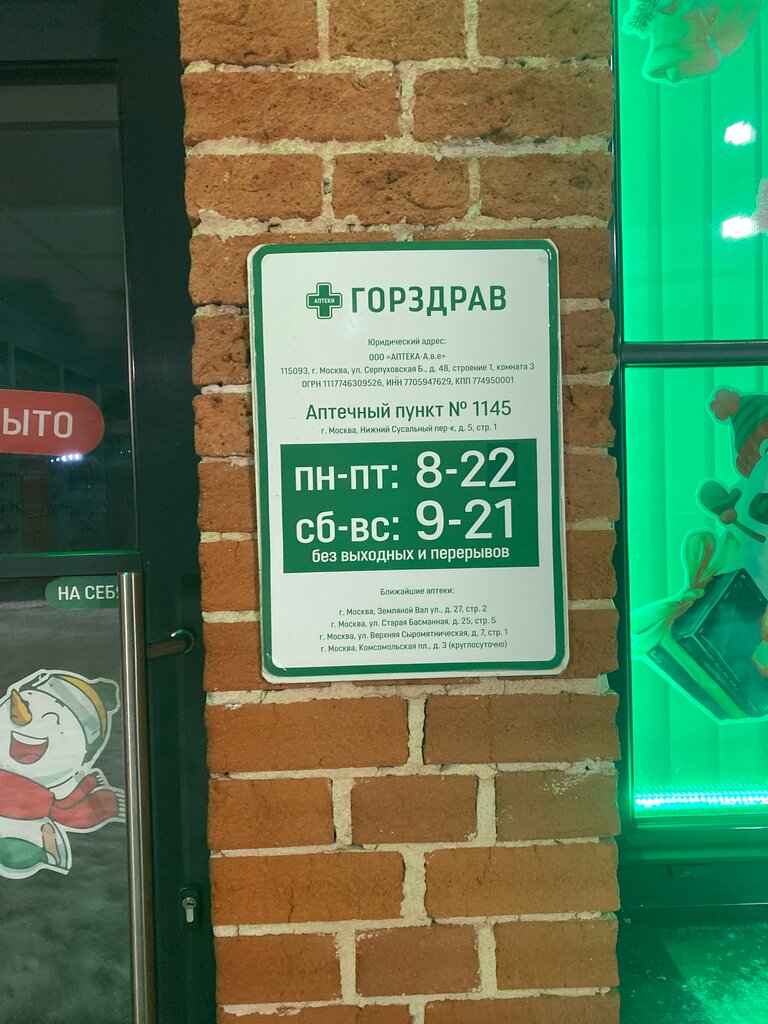 АПТЕКИ
ГОРЗДРАВ
Юридический адрес:
ООО «АПТЕКА-А.в.е»
115093, г. Москва, ул. Серпуховская Б., д. 48, строение 1, комната 3
ОГРН 1117746309526, ИНН 7705947629, КПП 774950001
Аптечный пункт № 1145
г. Москва, Нижний Сусальный пер-к, д. 5, стр. 1
ЫТО
пн-пт: 8-22
сб-вс: 9-21
без выходных и перерывов
НА СЕБЯ
Ближайшие аптеки:
г. Москва, Земляной Вал ул., д. 27, стр. 2
г. Москва, ул. Старая Басманная, д. 25, стр. 5
г. Москва, ул. Верхняя Сыромятническая, д. 7, стр. 1
г. Москва, Комсомольская пл., д. 3 (круглосуточно)